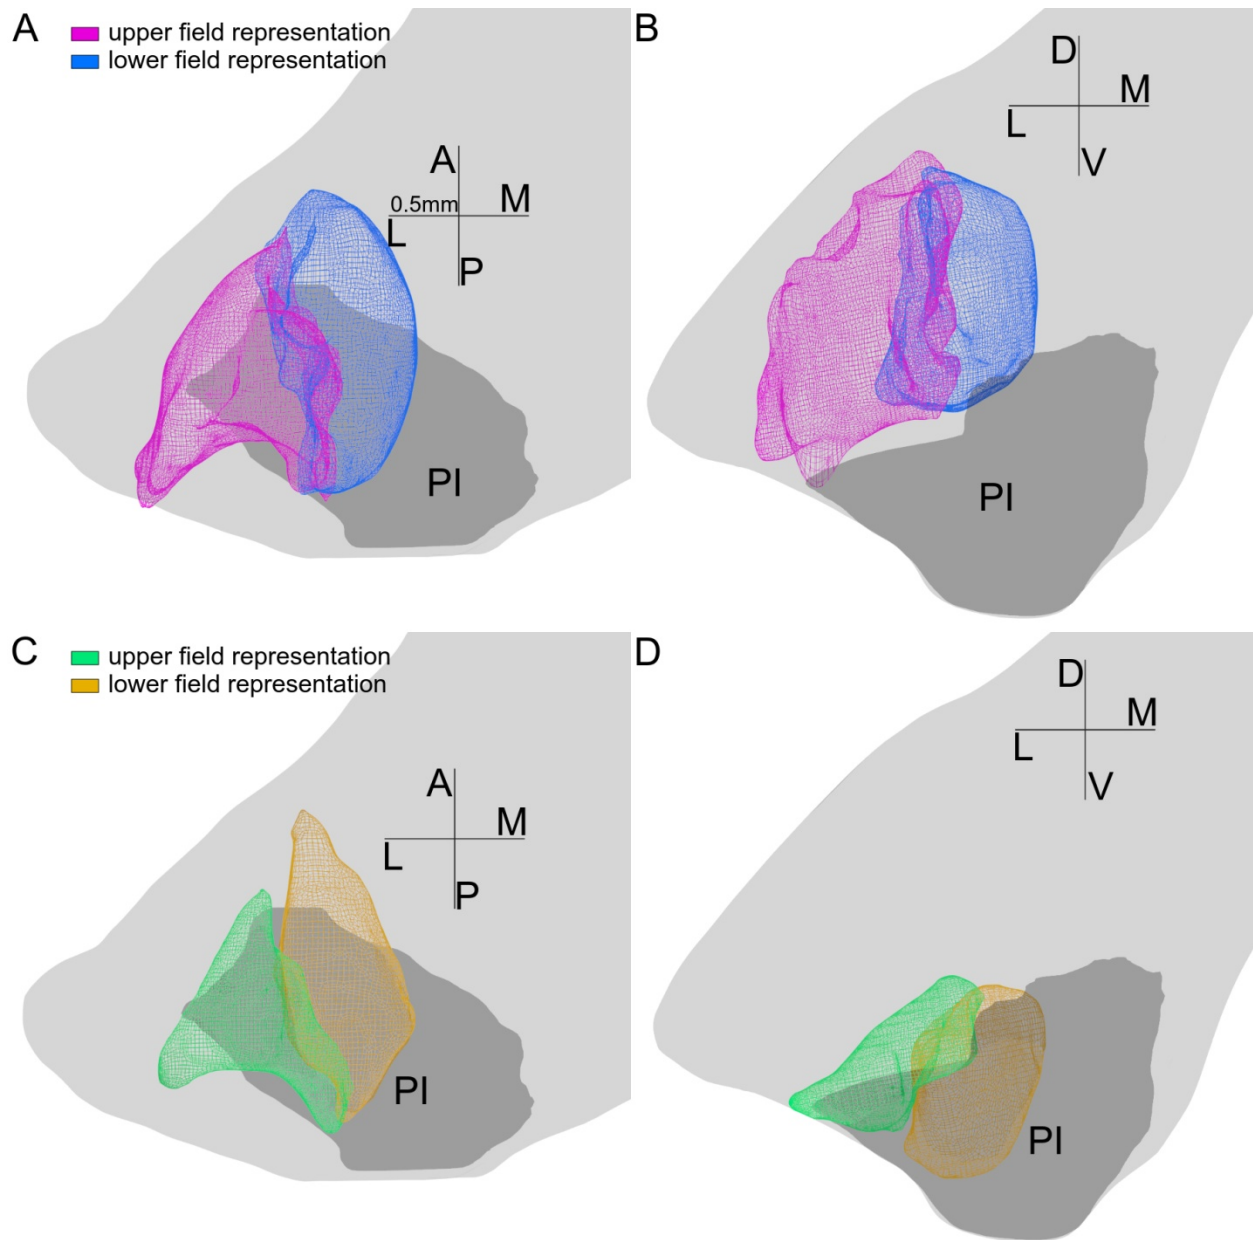 A
upper field representation
lower field representation
A
0.5mm
M
L
P
PI
B
D
M
L
V
PI
C
upper field representation
lower field representation
A
M
L
P
PI
D
D
M
L
V
PI